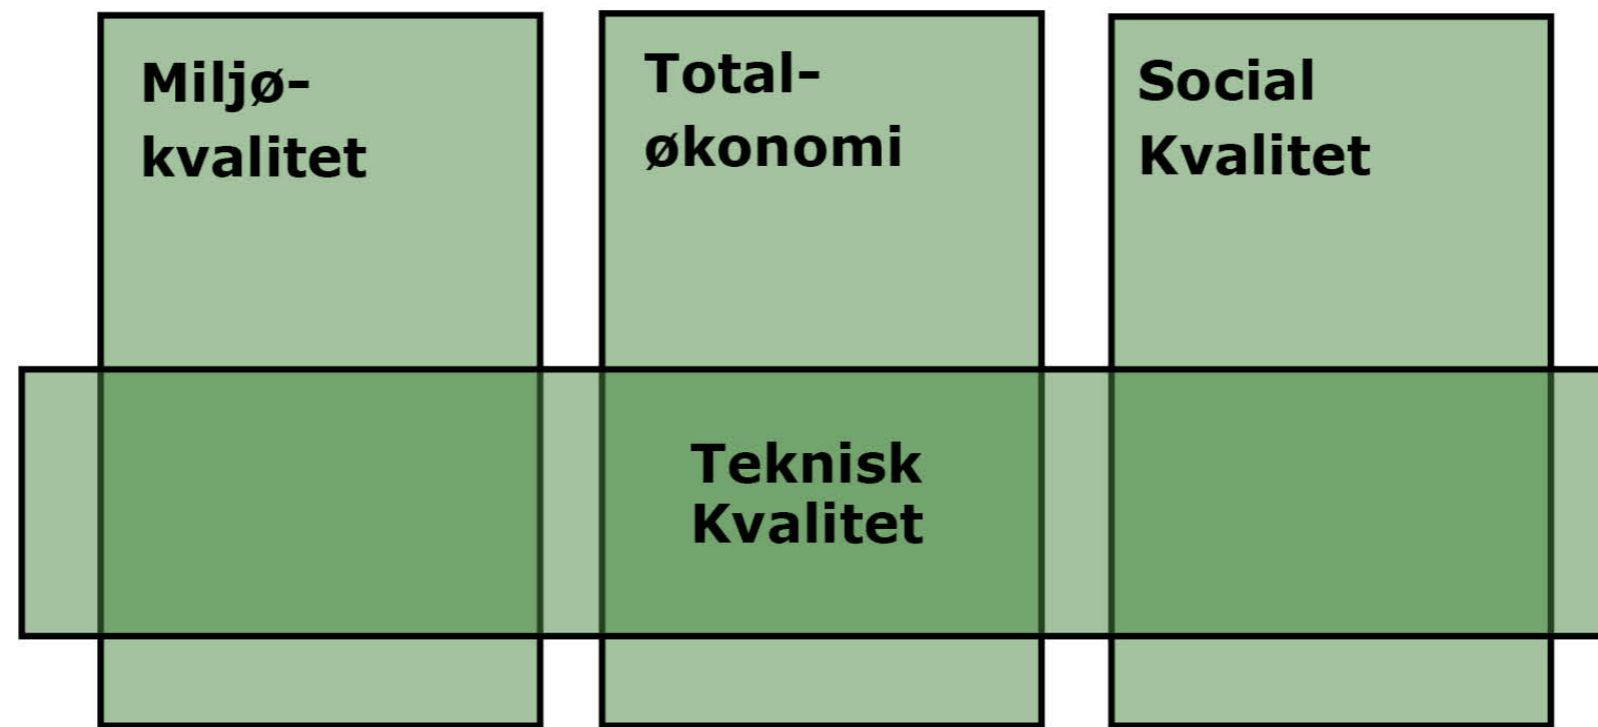 Miljø-
kvalitet
Total-
økonomi
Social
Kvalitet
Teknisk
Kvalitet